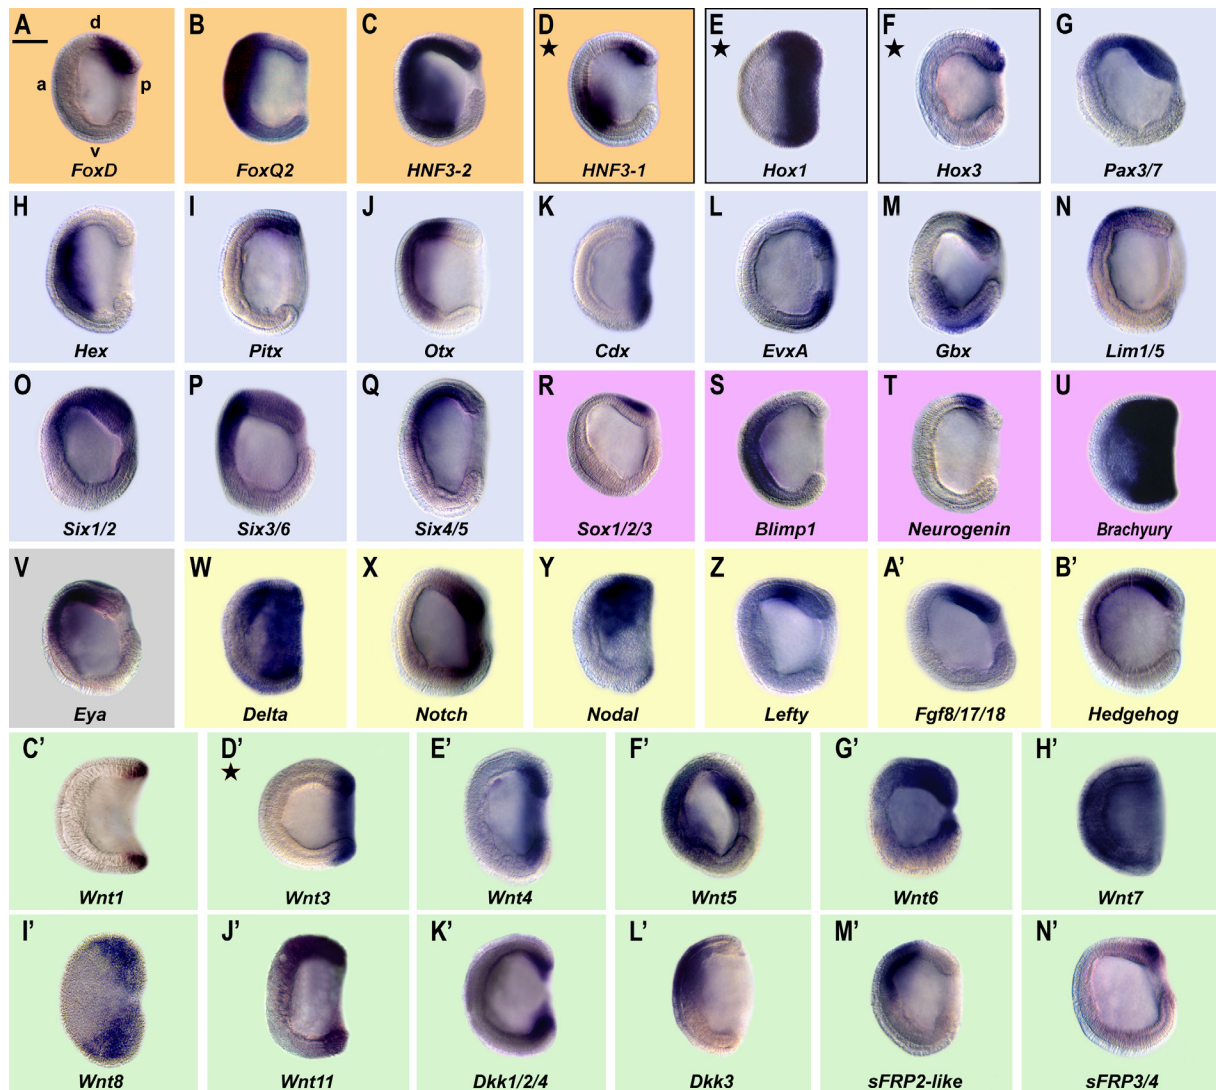 A B C D E F G
d
a p
v
FoxD FoxQ2 HNF3-2 HNF3-1 Hox1 Hox3 Pax3/7
H I J K L M N
Hex Pitx Otx Cdx EvxA Gbx Lim1/5
O P Q R S T U
Six1/2 Six3/6 Six4/5 Sox1/2/3 Blimp1 Neurogenin Brachyury
V W X Y Z A' B'
Eya Delta Notch Nodal Lefty Fgf8/17/18 Hedgehog
C' D' E' F' G' H'
Wnt1 Wnt3 Wnt4 Wnt5 Wnt6 Wnt7
I' J' K' L' M' N'
Wnt8 Wnt11 Dkk1/2/4 Dkk3 sFRP2-like sFRP3/4